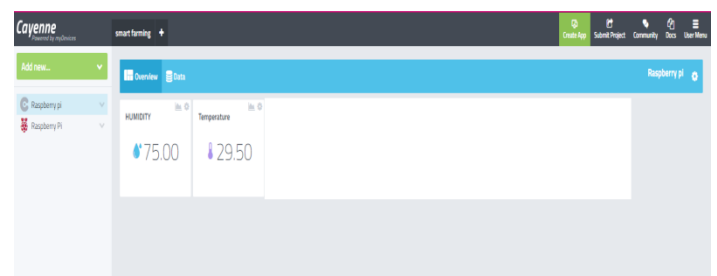 Cayenne
Powered by myDevices
smart farming +
Create App
Submit Project
Community
Docs
User Menu
Add new...
Overview
Data
Raspberry pi
Raspberry pi
Raspberry Pi
HUMIDITY
Temperature
75.00
29.50